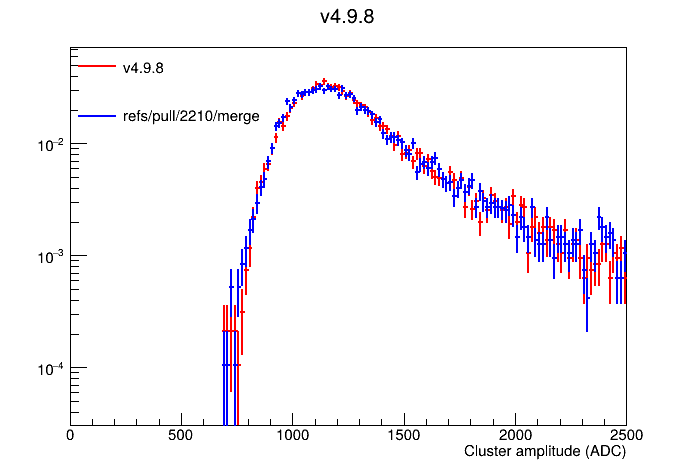 v4.9.8
v4.9.8
refs/pull/2210/merge
10⁻²
10⁻³
10⁻⁴
0 500 1000 1500 2000 2500
Cluster amplitude (ADC)